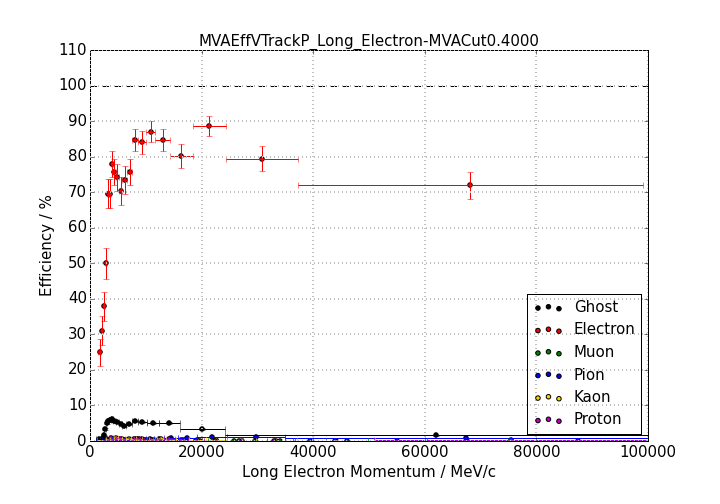 MVAEffVTrackP_Long_Electron-MVACut0.4000
110
100
90
80
70
60
50
40
30
20
10
0
Efficiency / %
Ghost
Electron
Muon
Pion
Kaon
Proton
0 20000 40000 60000 80000 100000
Long Electron Momentum / MeV/c